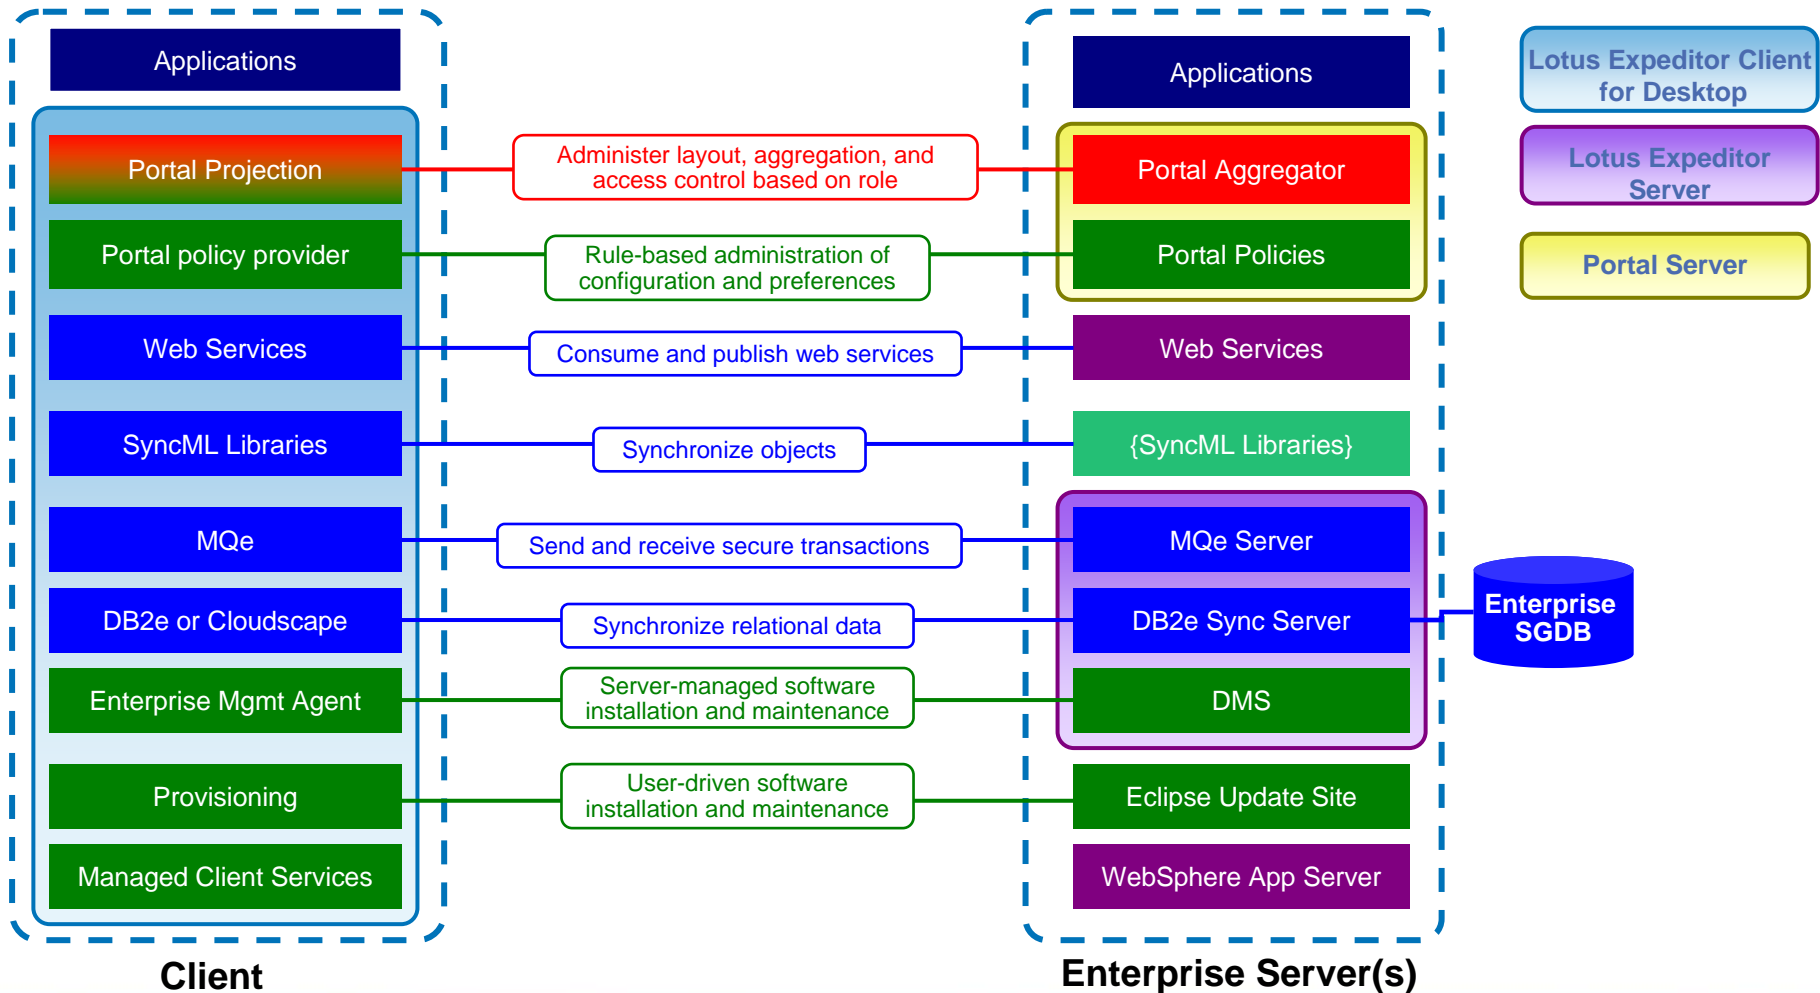 Applications
Portal Projection
Portal policy provider
Web Services
SyncML Libraries
MQe
DB2e or Cloudscape
Enterprise Mgmt Agent
Provisioning
Managed Client Services
Client
Administer layout, aggregation, and
access control based on role
Rule-based administration of
configuration and preferences
Consume and publish web services
Synchronize objects
Send and receive secure transactions
Synchronize relational data
Server-managed software
installation and maintenance
User-driven software
installation and maintenance
Applications
Portal Aggregator
Portal Policies
Web Services
{SyncML Libraries}
MQe Server
DB2e Sync Server
DMS
Eclipse Update Site
WebSphere App Server
Enterprise Server(s)
Lotus Expeditor Client
for Desktop
Lotus Expeditor
Server
Portal Server
Enterprise
SGDB